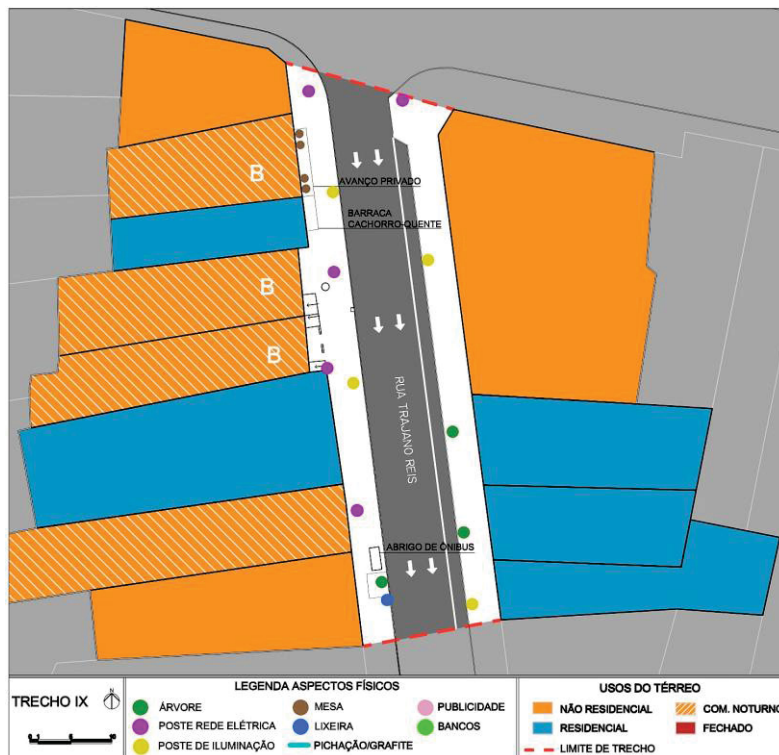 AVANÇO PRIVADO
B
BARRACA
CACHORRO-QUENTE
B
B
RUA TRAJANO REIS
ABRIGO DE ÔNIBUS
TRECHO IX
N
LEGENDA ASPECTOS FÍSICOS
ÁRVORE
MESA
PUBLICIDADE
POSTE REDE ELÉTRICA
LIXEIRA
BANCOS
POSTE DE ILUMINAÇÃO
PICHAÇÃO/GRAFITE
USOS DO TÉRREO
NÃO RESIDENCIAL
COM. NOTURNO
RESIDENCIAL
FECHADO
LIMITE DE TRECHO